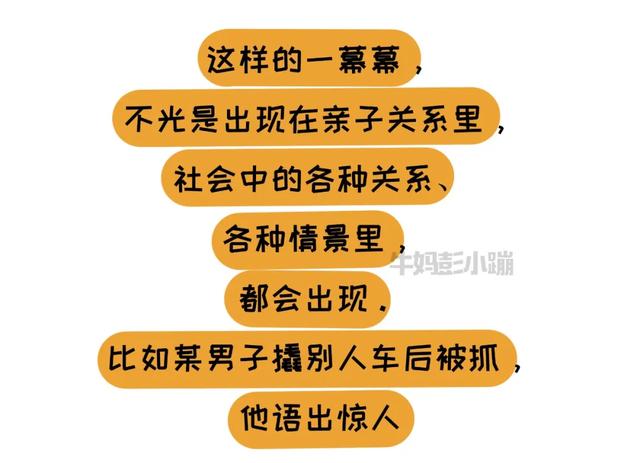 这样的一幕幕，
不光是出现在亲子关系里，
社会中的各种关系、
各种情景里，
牛妈彭小蹦
都会出现．
比如某男子撬别人车后被抓，
他语出惊人